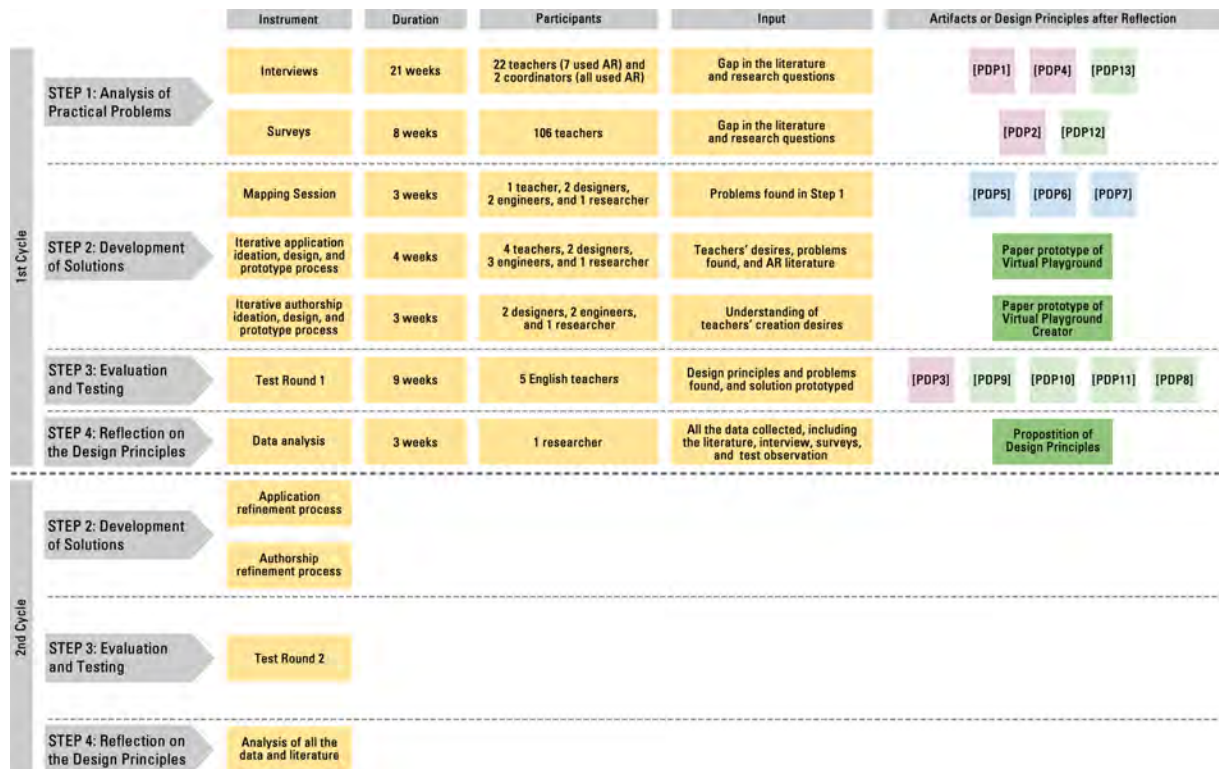 Instrument
Duration
Participants
Input
Artifacts or Design Principles after Reflection
1st Cycle
STEP 1: Analysis of
Practical Problems
Interviews
21 weeks
22 teachers (7 used AR) and
2 coordinators (all used AR)
Gap in the literature
and research questions
[PDP1]
[PDP4]
[PDP13]
Surveys
8 weeks
106 teachers
Gap in the literature
and research questions
[PDP2]
[PDP12]
STEP 2: Development
of Solutions
Mapping Session
3 weeks
1 teacher, 2 designers,
2 engineers, and 1 researcher
Problems found in Step 1
[PDP5]
[PDP6]
[PDP7]
Iterative application
ideation, design, and
prototype process
4 weeks
4 teachers, 2 designers,
3 engineers, and 1 researcher
Teachers' desires, problems
found, and AR literature
Paper prototype of
Virtual Playground
Iterative authorship
ideation, design, and
prototype process
3 weeks
2 designers, 2 engineers,
and 1 researcher
Understanding of
teachers' creation desires
Paper prototype of
Virtual Playground
Creator
STEP 3: Evaluation
and Testing
Test Round 1
9 weeks
5 English teachers
Design principles and problems
found, and solution prototyped
[PDP3]
[PDP9]
[PDP10]
[PDP11]
[PDP8]
STEP 4: Reflection on
the Design Principles
Data analysis
3 weeks
1 researcher
All the data collected, including
the literature, interview, surveys,
and test observation
Propostition of
Design Principles
2nd Cycle
STEP 2: Development
of Solutions
Application
refinement process
Authorship
refinement process
STEP 3: Evaluation
and Testing
Test Round 2
STEP 4: Reflection on
the Design Principles
Analysis of all the
data and literature